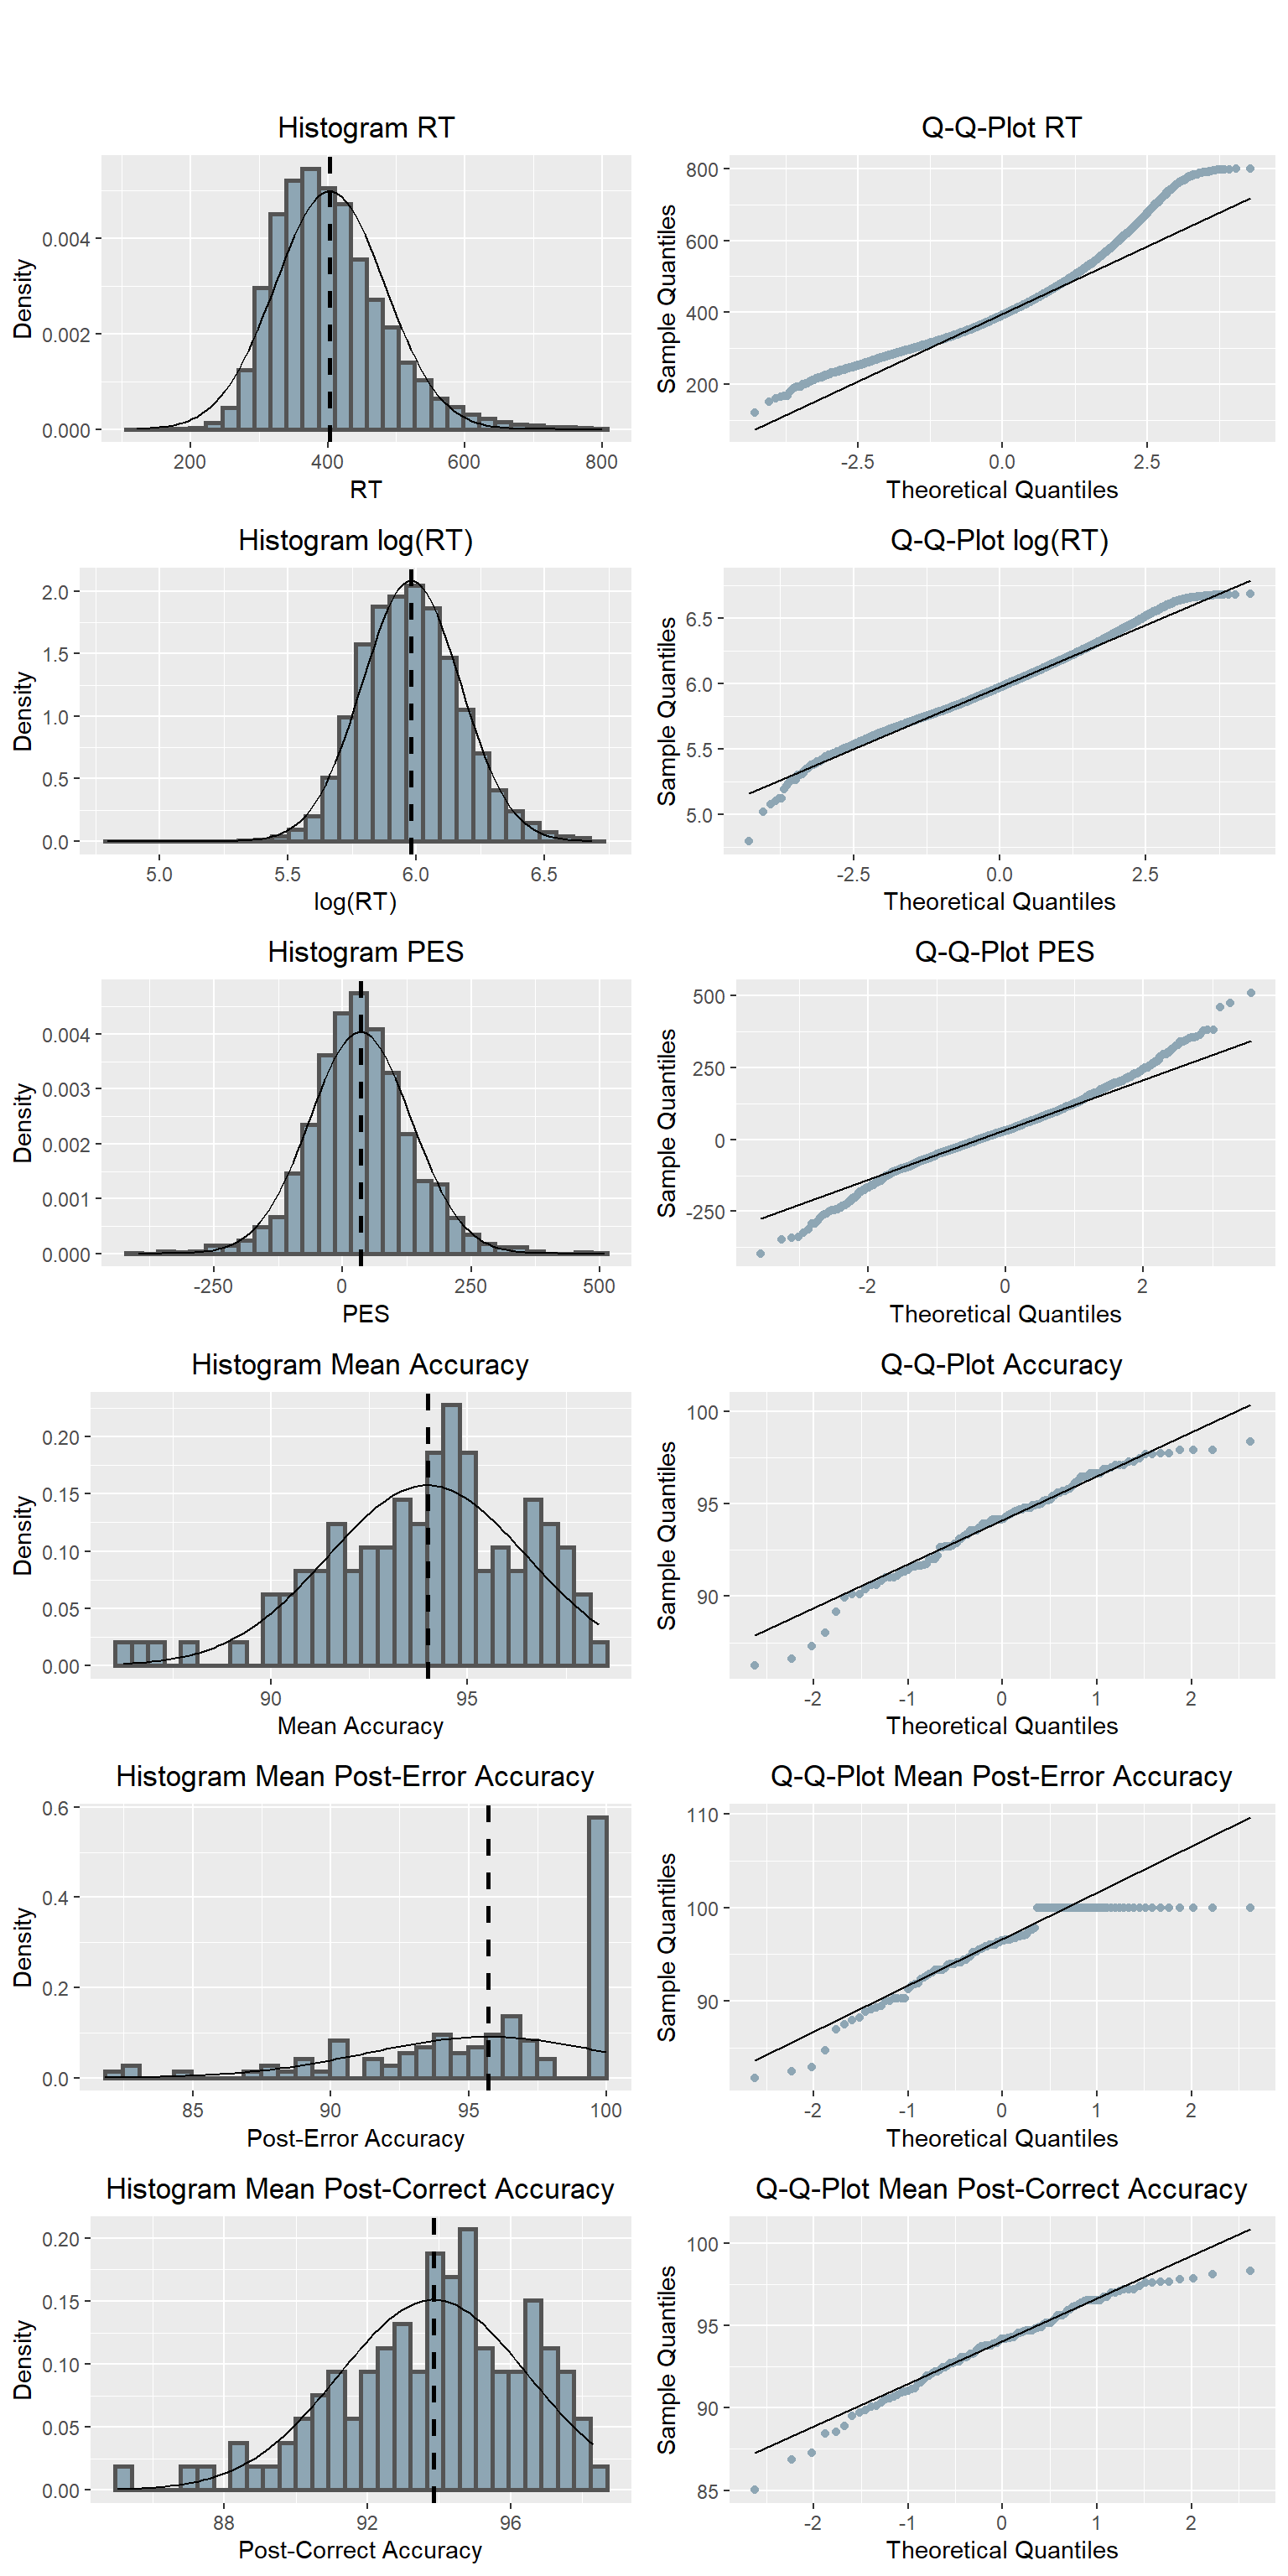 Histogram RT
Density
0.004
0.002
0.000
200 400 600 800
RT
Q-Q-Plot RT
Sample Quantiles
800
600
400
200
-2.5 0.0 2.5
Theoretical Quantiles
Histogram log(RT)
Density
2.0
1.5
1.0
0.5
0.0
5.0 5.5 6.0 6.5
log(RT)
Q-Q-Plot log(RT)
Sample Quantiles
6.5
6.0
5.5
5.0
-2.5 0.0 2.5
Theoretical Quantiles
Histogram PES
Density
0.004
0.003
0.002
0.001
0.000
-250 0 250 500
PES
Q-Q-Plot PES
Sample Quantiles
500
250
0
-250
-2 0 2
Theoretical Quantiles
Histogram Mean Accuracy
Density
0.20
0.15
0.10
0.05
0.00
90 95
Mean Accuracy
Q-Q-Plot Accuracy
Sample Quantiles
100
95
90
-2 -1 0 1 2
Theoretical Quantiles
Histogram Mean Post-Error Accuracy
Density
0.6
0.4
0.2
0.0
85 90 95 100
Post-Error Accuracy
Q-Q-Plot Mean Post-Error Accuracy
Sample Quantiles
110
100
90
-2 -1 0 1 2
Theoretical Quantiles
Histogram Mean Post-Correct Accuracy
Density
0.20
0.15
0.10
0.05
0.00
88 92 96
Post-Correct Accuracy
Q-Q-Plot Mean Post-Correct Accuracy
Sample Quantiles
100
95
90
85
-2 -1 0 1 2
Theoretical Quantiles